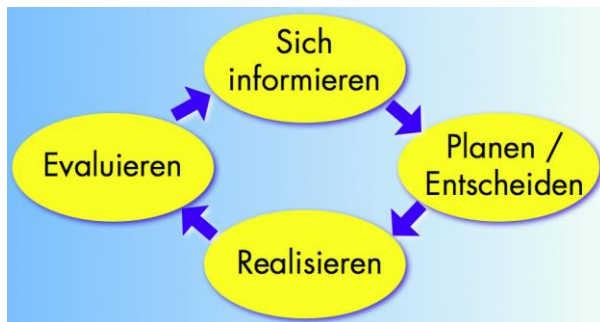 Sich
informieren
Planen /
Entscheiden
Realisieren
Evaluieren